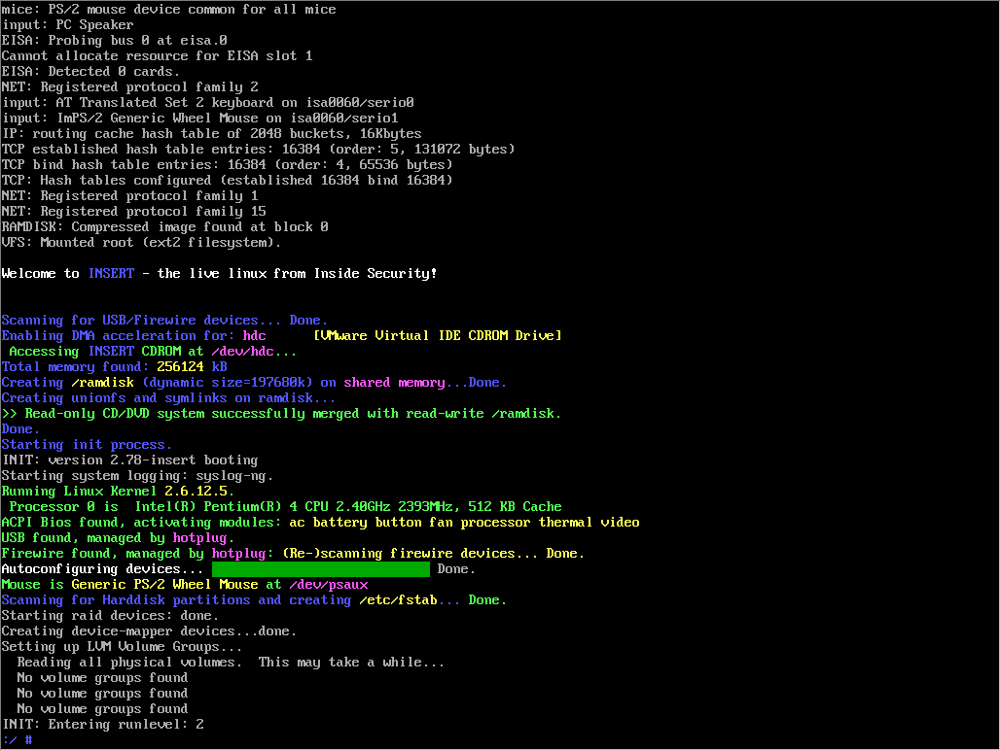 mice: PS/2 mouse device common for all mice
input: PC Speaker
EISA: Probing bus 0 at eisa.0
Cannot allocate resource for EISA slot 1
EISA: Detected 0 cards.
NET: Registered protocol family 2
input: AT Translated Set 2 keyboard on isa0060/serio0
input: ImPS/2 Generic Wheel Mouse on isa0060/serio1
IP: routing cache hash table of 2048 buckets, 16Kbytes
TCP established hash table entries: 16384 (order: 5, 131072 bytes)
TCP bind hash table entries: 16384 (order: 4, 65536 bytes)
TCP: Hash tables configured (established 16384 bind 16384)
NET: Registered protocol family 1
NET: Registered protocol family 15
RAMDISK: Compressed image found at block 0
VFS: Mounted root (ext2 filesystem).
Welcome to INSERT - the live linux from Inside Security!
Scanning for USB/Firewire devices... Done.
Enabling DMA acceleration for: hdc      [VMware Virtual IDE CDROM Drive]
 Accessing INSERT CDROM at /dev/hdc...
Total memory found: 256124 kB
Creating /ramdisk (dynamic size=197680k) on shared memory...Done.
Creating unionfs and symlinks on ramdisk...
>> Read-only CD/DVD system successfully merged with read-write /ramdisk.
Done.
Starting init process.
INIT: version 2.78-insert booting
Starting system logging: syslog-ng.
Running Linux Kernel 2.6.12.5.
 Processor 0 is  Intel(R) Pentium(R) 4 CPU 2.40GHz 2393MHz, 512 KB Cache
ACPI Bios found, activating modules: ac battery button fan processor thermal video
USB found, managed by hotplug.
Firewire found, managed by hotplug: (Re-)scanning firewire devices... Done.
Autoconfiguring devices... Done.
Mouse is Generic PS/2 Wheel Mouse at /dev/psaux
Scanning for Harddisk partitions and creating /etc/fstab... Done.
Starting raid devices: done.
Creating device-mapper devices...done.
Setting up LVM Volume Groups...
  Reading all physical volumes.  This may take a while...
  No volume groups found
  No volume groups found
  No volume groups found
INIT: Entering runlevel: 2
:/ #